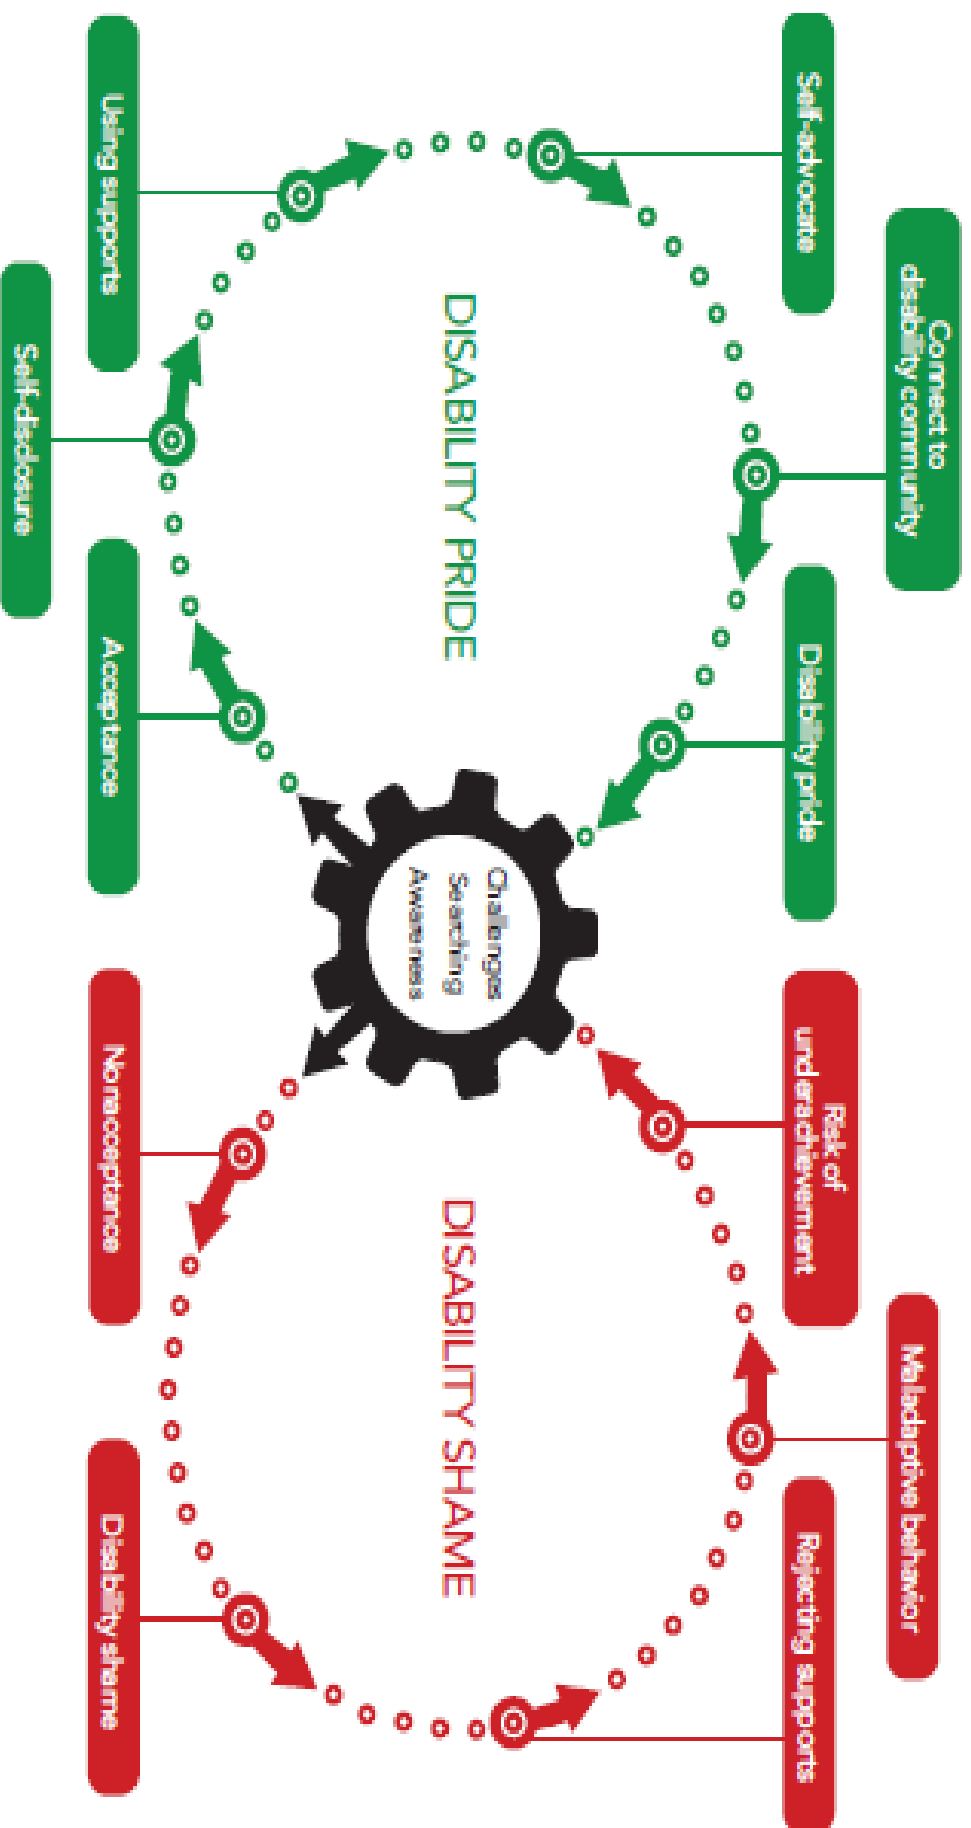 Connect to
disability community
Self-advocate
Disability pride
Using supports
Acceptance
Self-disclosure
DISABILITY PRIDE
Challenges
Searching
Awareness
Risk of
underachievement
Maladaptive behavior
Rejecting supports
DISABILITY SHAME
Nonacceptance
Disability shame